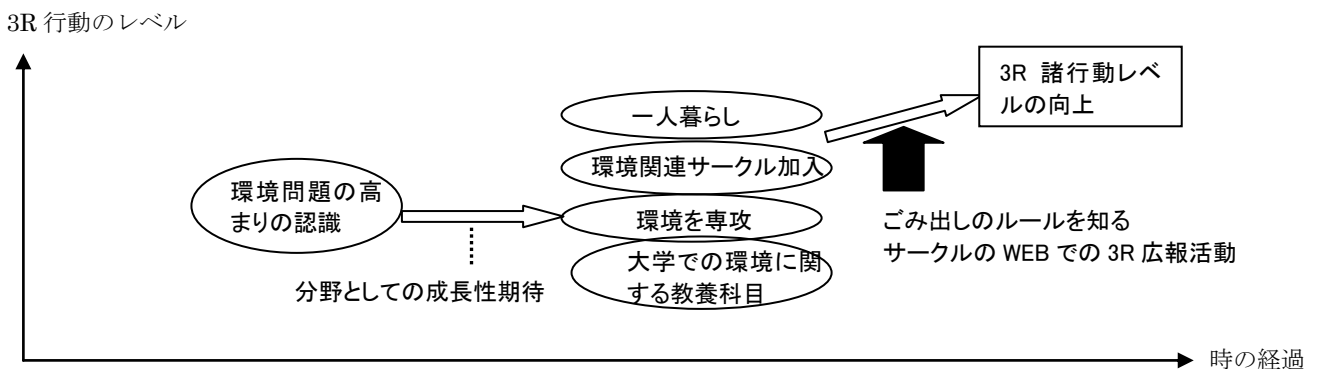 3R 行動のレベル
3R 諸行動レベ
ルの向上
一人暮らし
環境関連サークル加入
環境問題の高
まりの認識
環境を専攻
大学での環境に関
する教養科目
ごみ出しのルールを知る
サークルの WEB での 3R 広報活動
分野としての成長性期待
時の経過